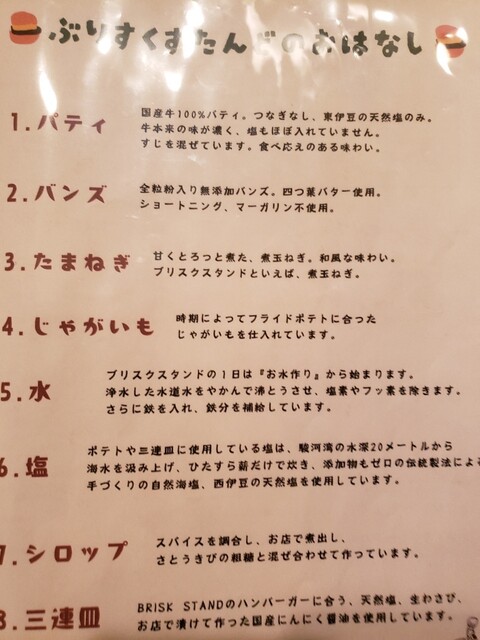 ぶりすくすたんどのおはなし
1.パティ
国産牛100%パティ。つなぎなし、東伊豆の天然塩のみ。
牛本来の味が濃く、塩もほぼ入れていません。
すじを混ぜています。食べ応えのある味わい。
2.バンズ
全粒粉入り無添加バンズ。四つ葉バター使用。
ショートニング、マーガリン不使用。
3.たまねぎ
甘くとろっと煮た、煮玉ねぎ。和風な味わい。
ブリスクスタンドといえば、煮玉ねぎ。
4.じゃがいも
時期によってフライドポテトに合った
じゃがいもを仕入れています。
5.水
ブリスクスタンドの1日は『お水作り』から始まります。
浄水した水道水をやかんで沸とうさせ、塩素やフッ素を除きます。
さらに鉄を入れ、鉄分を補給しています。
6.塩
ポテトや三連皿に使用している塩は、駿河湾の水深20メートルから
海水を汲み上げ、ひたすら薪だけで炊き、添加物もゼロの伝統製法による
手づくりの自然海塩、西伊豆の天然塩を使用しています。
7.シロップ
スパイスを調合し、お店で煮出し、
さとうきびの粗糖と混ぜ合わせて作っています。
8.三連皿
BRISK STANDのハンバーガーに合う、天然塩、生わさび、
お店で漬けて作った国産にんにく醤油を使用しています。